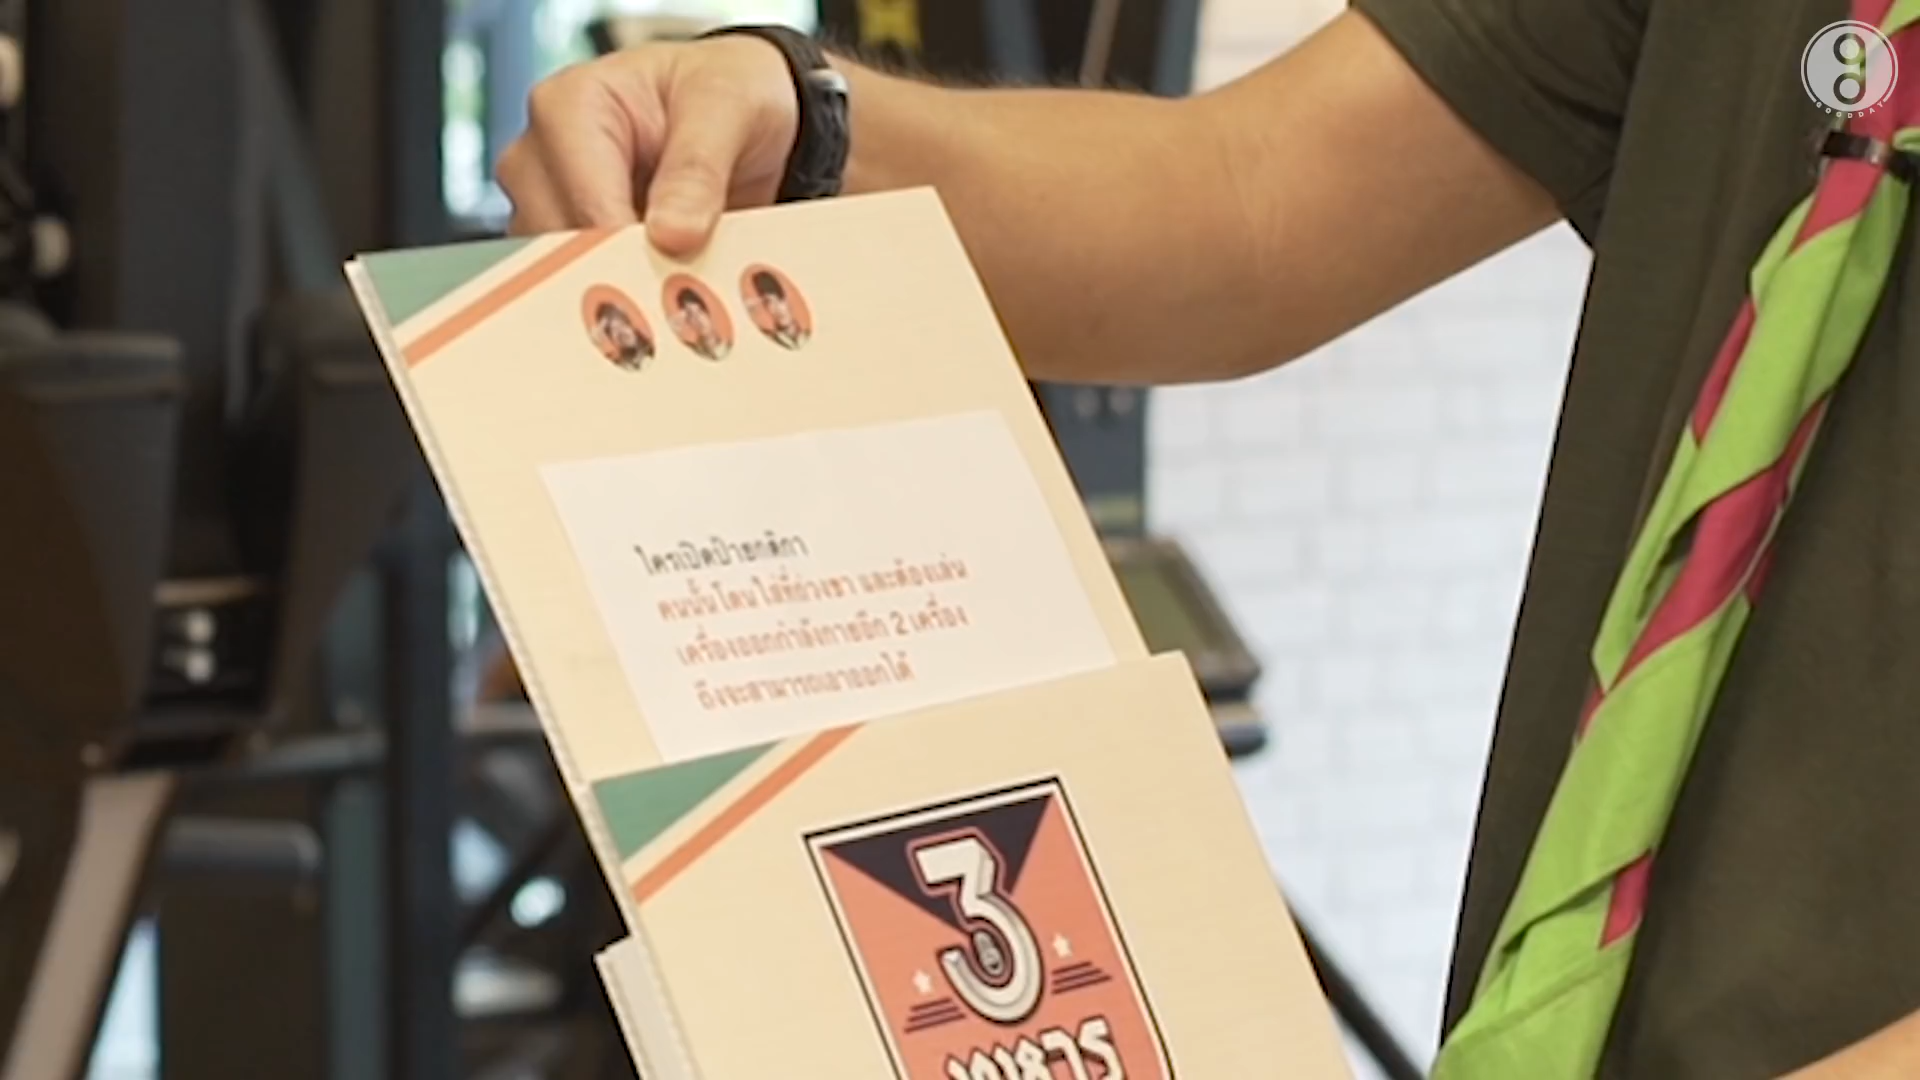 GOODDAY
ใครเปิดป้ายกติกา
คนนั้นโดนใส่ที่ถ่วงขา และต้องเล่น
เครื่องออกกำลังกายอีก 2 เครื่อง
ถึงจะสามารถเอาออกได้
3